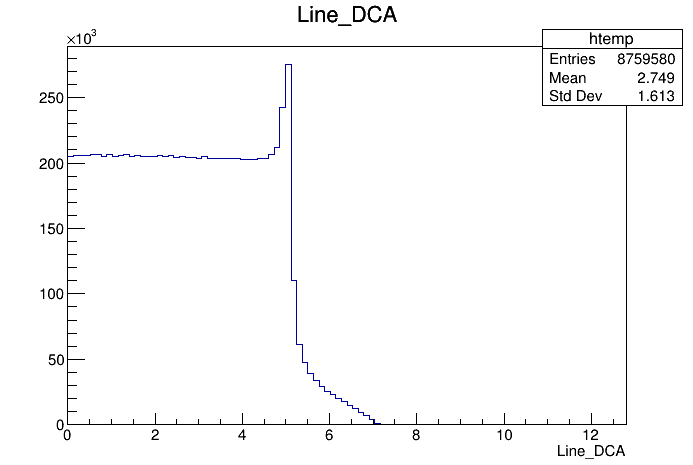 Line_DCA
×10³
htemp
Entries 8759580
Mean 2.749
Std Dev 1.613
250
200
150
100
50
0
0 2 4 6 8 10 12
Line_DCA